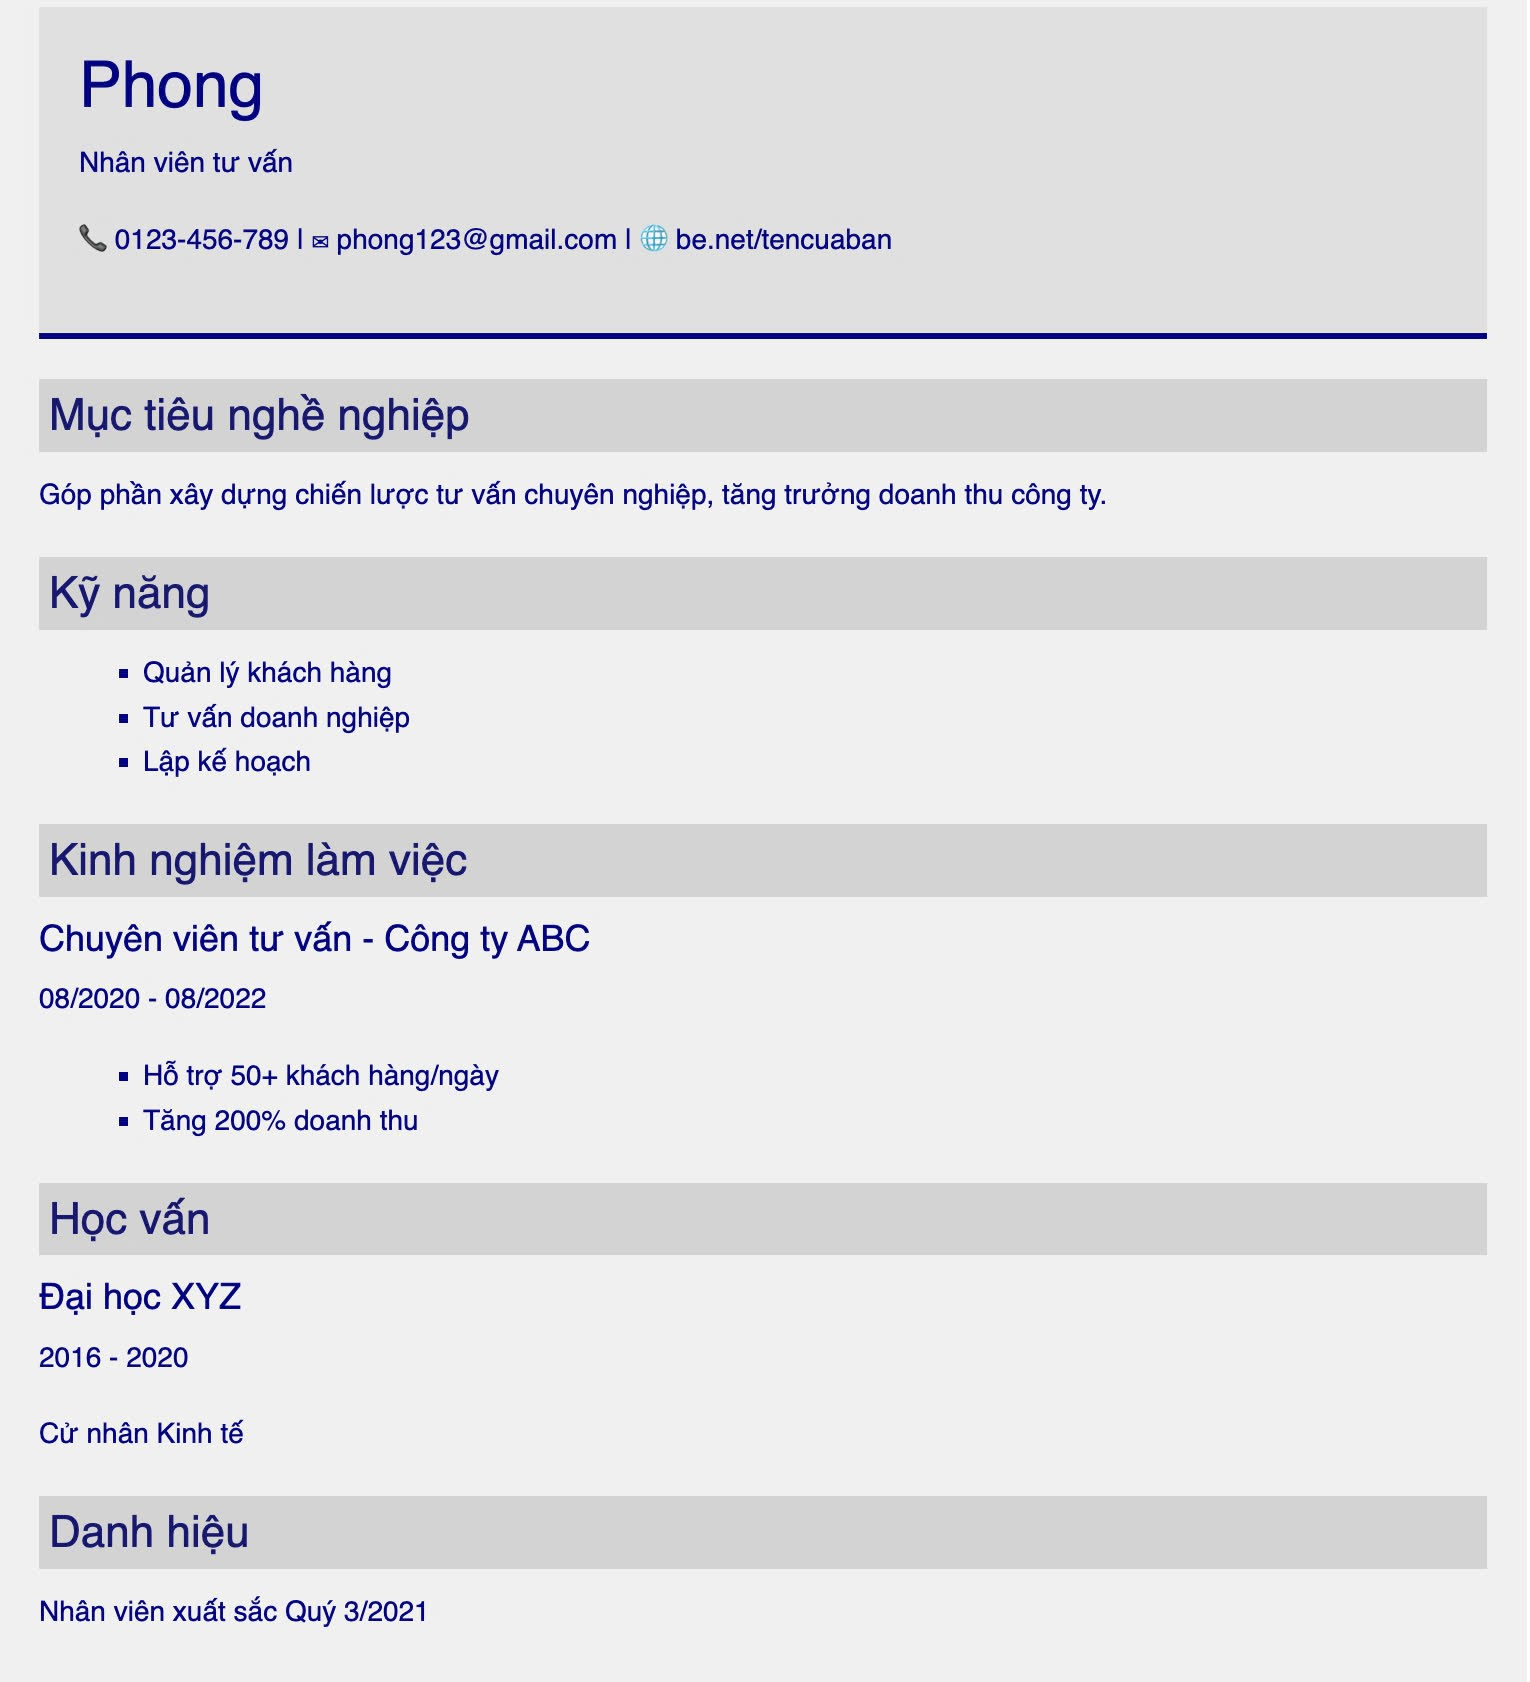 Phong
Nhân viên tư vấn
📞 0123-456-789 | ✉ phong123@gmail.com | 🌐 be.net/tencuaban
Mục tiêu nghề nghiệp
Góp phần xây dựng chiến lược tư vấn chuyên nghiệp, tăng trưởng doanh thu công ty.
Kỹ năng
▪ Quản lý khách hàng
▪ Tư vấn doanh nghiệp
▪ Lập kế hoạch
Kinh nghiệm làm việc
Chuyên viên tư vấn - Công ty ABC
08/2020 - 08/2022
▪ Hỗ trợ 50+ khách hàng/ngày
▪ Tăng 200% doanh thu
Học vấn
Đại học XYZ
2016 - 2020
Cử nhân Kinh tế
Danh hiệu
Nhân viên xuất sắc Quý 3/2021